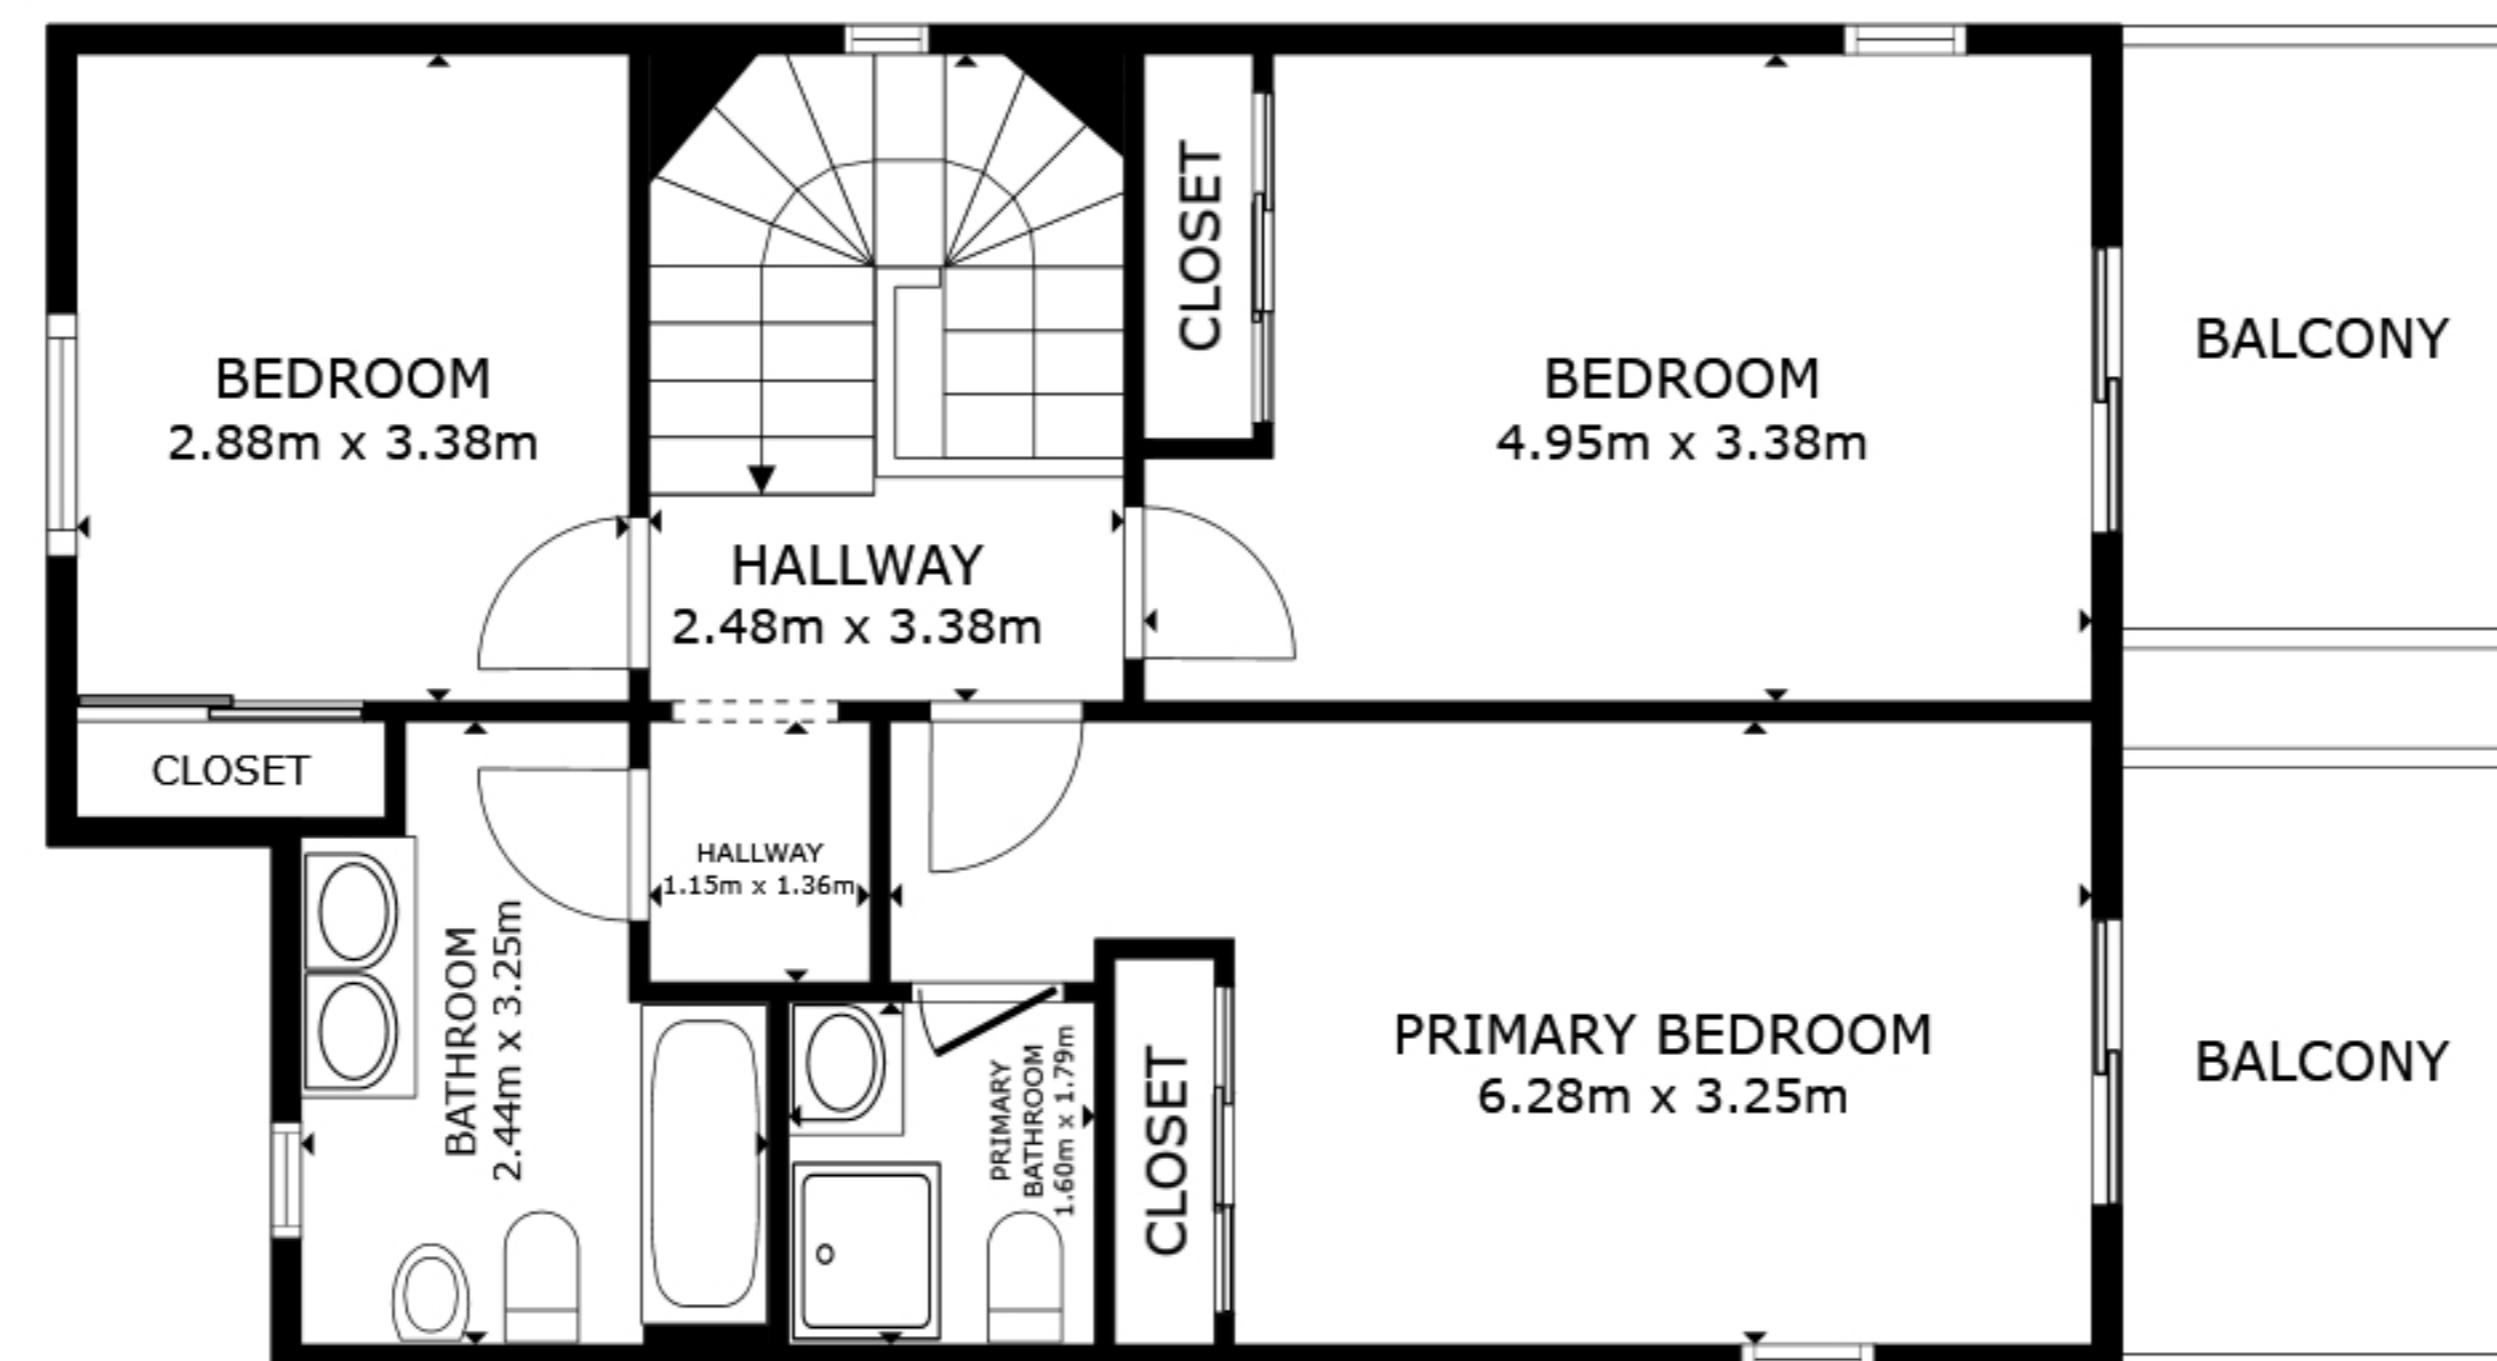 CLOSET
BEDROOM
2.88m x 3.38m
BEDROOM
4.95m x 3.38m
BALCONY
HALLWAY
2.48m x 3.38m
CLOSET
HALLWAY
1.15m x 1.36m
BATHROOM
2.44m x 3.25m
PRIMARY
BATHROOM
1.60m x 1.79m
CLOSET
PRIMARY BEDROOM
6.28m x 3.25m
BALCONY